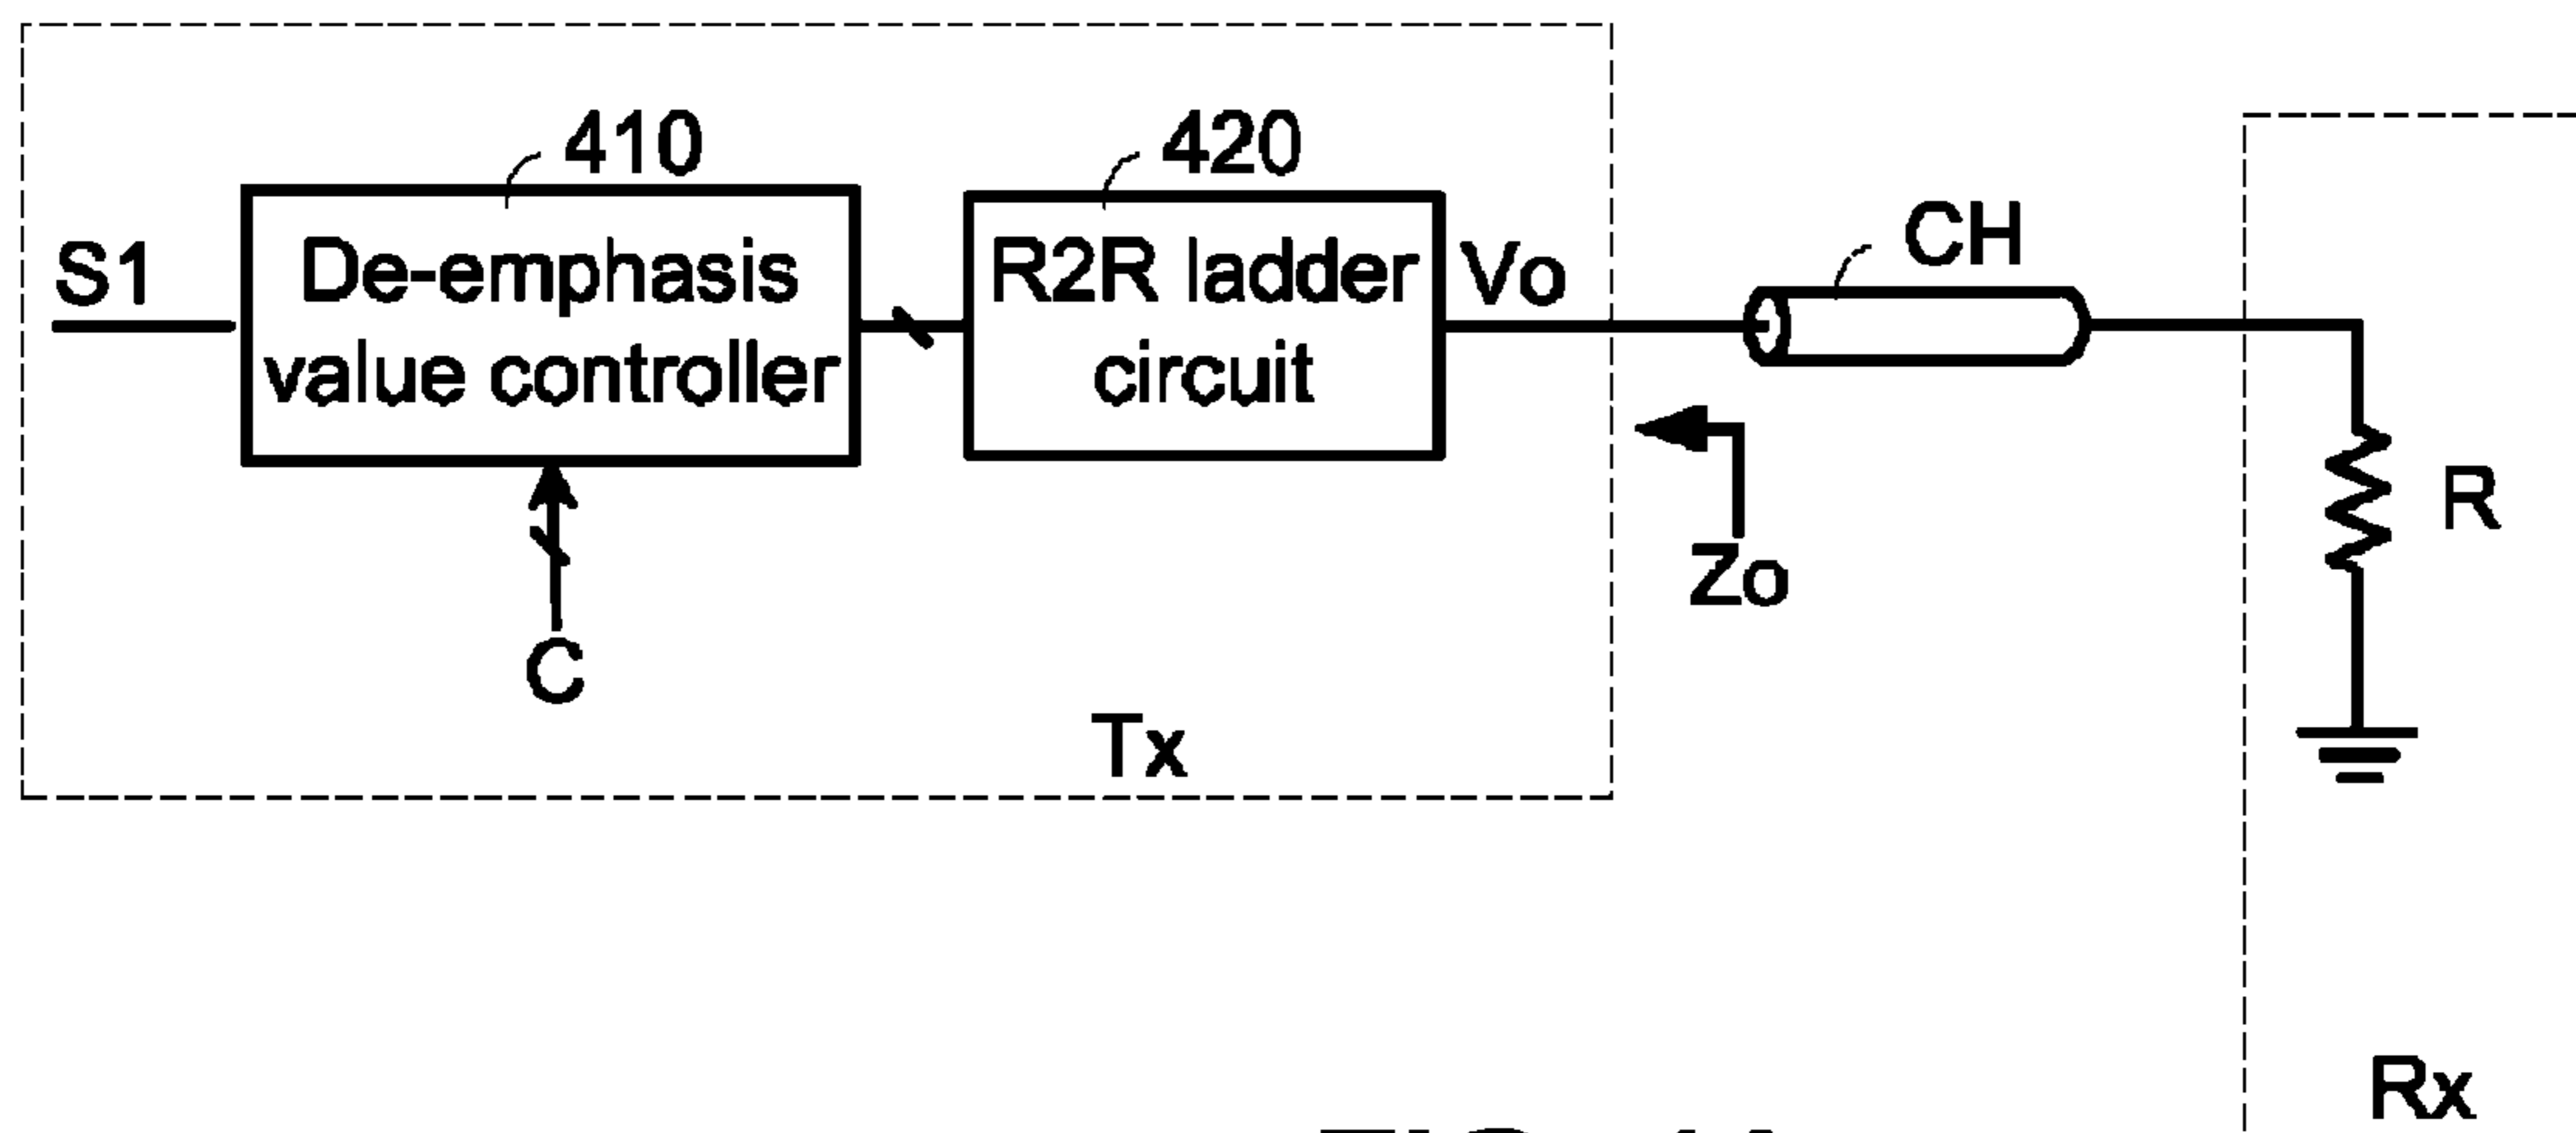 410
420
CH
S1
De-emphasis
value controller
R2R ladder
circuit
Vo
R
Zo
C
Tx
Rx